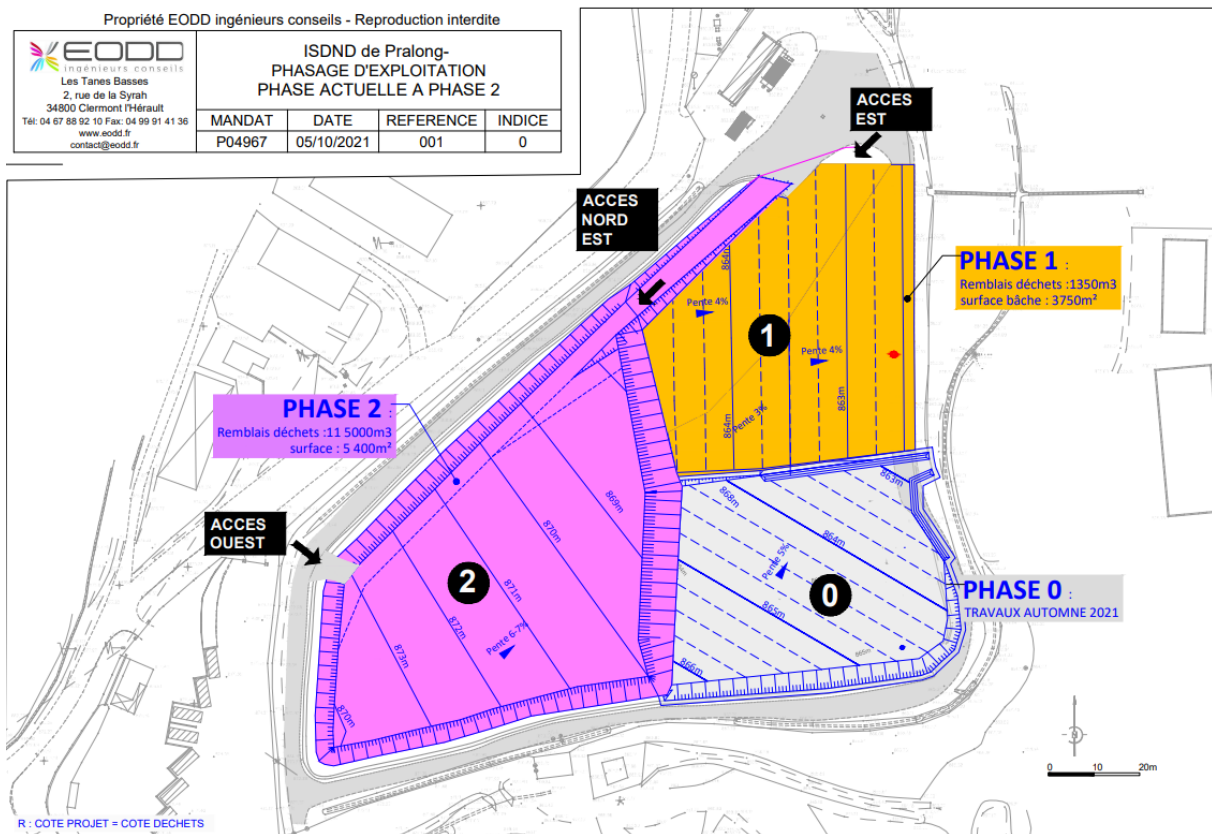 Propriété EODD ingénieurs conseils - Reproduction interdite
EODD
ingénieurs conseils
Les Tanes Basses
2, rue de la Syrah
34800 Clermont l'Hérault
Tél: 04 67 88 92 10 Fax: 04 99 91 41 36
www.eodd.fr
contact@eodd.fr
ISDND de Pralong-
PHASAGE D'EXPLOITATION
PHASE ACTUELLE A PHASE 2
MANDAT DATE REFERENCE INDICE
P04967 05/10/2021 001 0
ACCES
EST
ACCES
NORD
EST
864m
PHASE 1 :
Remblais déchets :1350m3
surface bâche : 3750m²
Pente 4%
1
Pente 4%
863m
864m
Pente 3%
PHASE 2 :
Remblais déchets :11 5000m3
surface : 5 400m²
869m
870m
871m
872m
873m
870m
2
Pente 6-7%
ACCES
OUEST
863m
868m
864m
Pente 5%
865m
0
866m
865m
PHASE 0 :
TRAVAUX AUTOMNE 2021
0 10 20m
R : COTE PROJET = COTE DECHETS